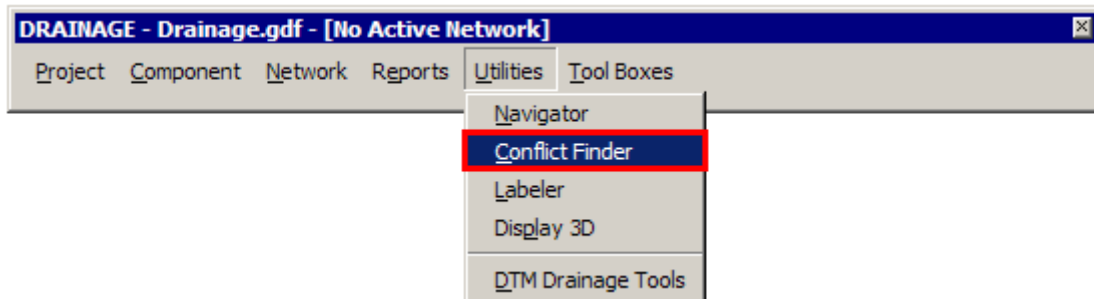 DRAINAGE - Drainage.gdf - [No Active Network]
Project Component Network Reports Utilities Tool Boxes
Navigator
Conflict Finder
Labeler
Display 3D
DTM Drainage Tools